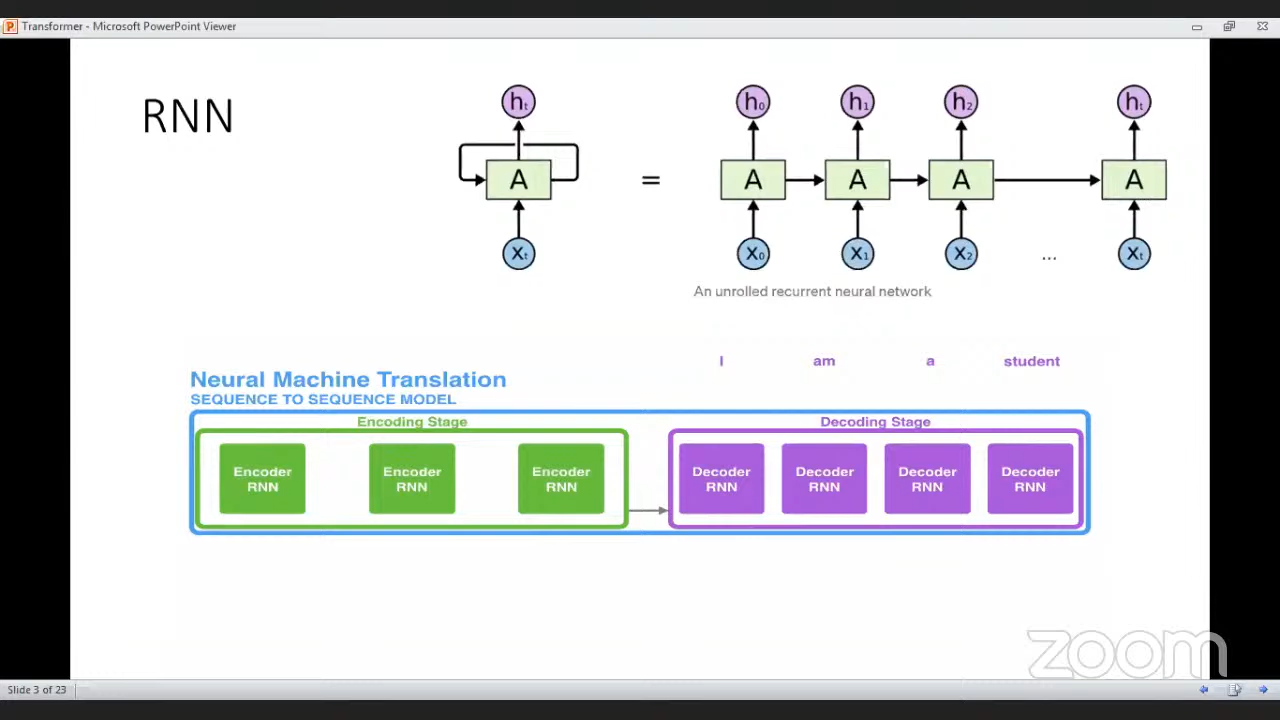 Transformer - Microsoft PowerPoint Viewer
RNN
hₜ h₀ h₁ h₂ hₜ
A = A A A A
xₜ x₀ x₁ x₂ ... xₜ
An unrolled recurrent neural network
I am a student
Neural Machine Translation
SEQUENCE TO SEQUENCE MODEL
Encoding Stage Decoding Stage
Encoder Encoder Encoder Decoder Decoder Decoder Decoder
RNN RNN RNN RNN RNN RNN RNN
zoom
Slide 3 of 23